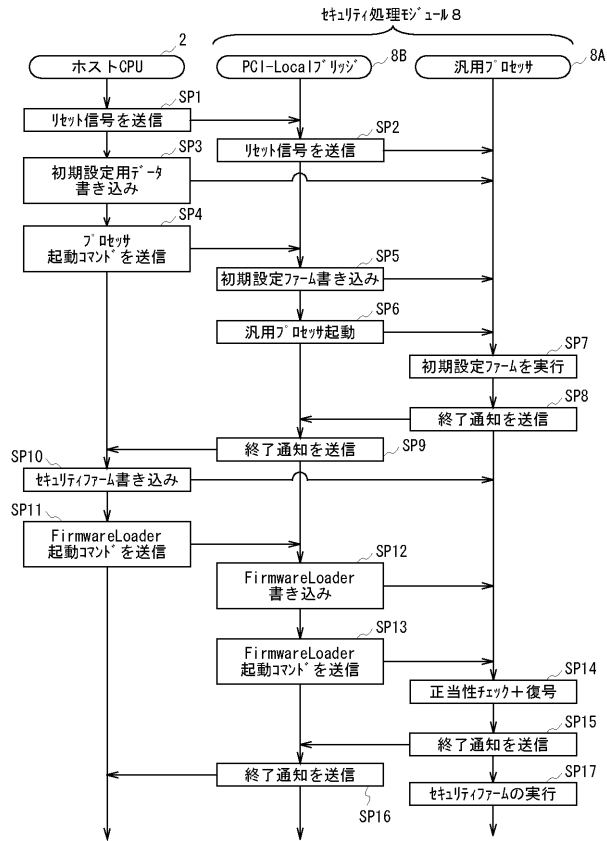 セキュリティ処理モジュール8
2
8B
8A
ホストCPU
PCI-Localブリッジ
汎用プロセッサ
SP1
リセット信号を送信
SP2
リセット信号を送信
SP3
初期設定用データ
書き込み
SP4
プロセッサ
起動コマンドを送信
SP5
初期設定ファーム書き込み
SP6
汎用プロセッサ起動
SP7
初期設定ファームを実行
SP8
終了通知を送信
終了通知を送信
SP9
SP10
セキュリティファーム書き込み
SP11
FirmwareLoader
起動コマンドを送信
SP12
FirmwareLoader
書き込み
SP13
FirmwareLoader
起動コマンドを送信
SP14
正当性チェック+復号
SP15
終了通知を送信
終了通知を送信
SP16
SP17
セキュリティファームの実行